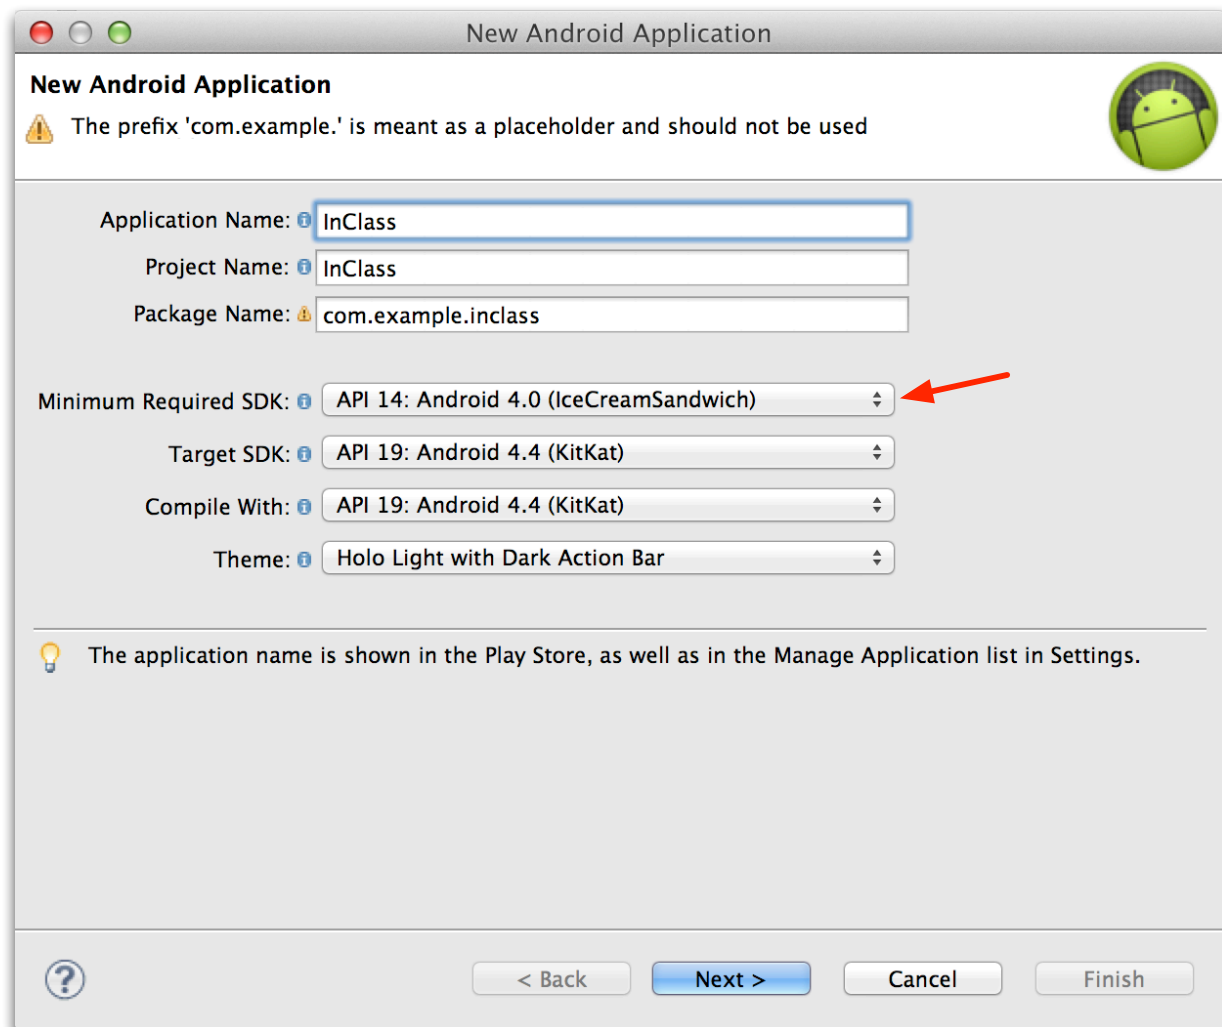 New Android Application
New Android Application
The prefix 'com.example.' is meant as a placeholder and should not be used
Application Name: InClass
Project Name: InClass
Package Name: com.example.inclass
Minimum Required SDK: API 14: Android 4.0 (IceCreamSandwich)
Target SDK: API 19: Android 4.4 (KitKat)
Compile With: API 19: Android 4.4 (KitKat)
Theme: Holo Light with Dark Action Bar
The application name is shown in the Play Store, as well as in the Manage Application list in Settings.
? < Back Next > Cancel Finish